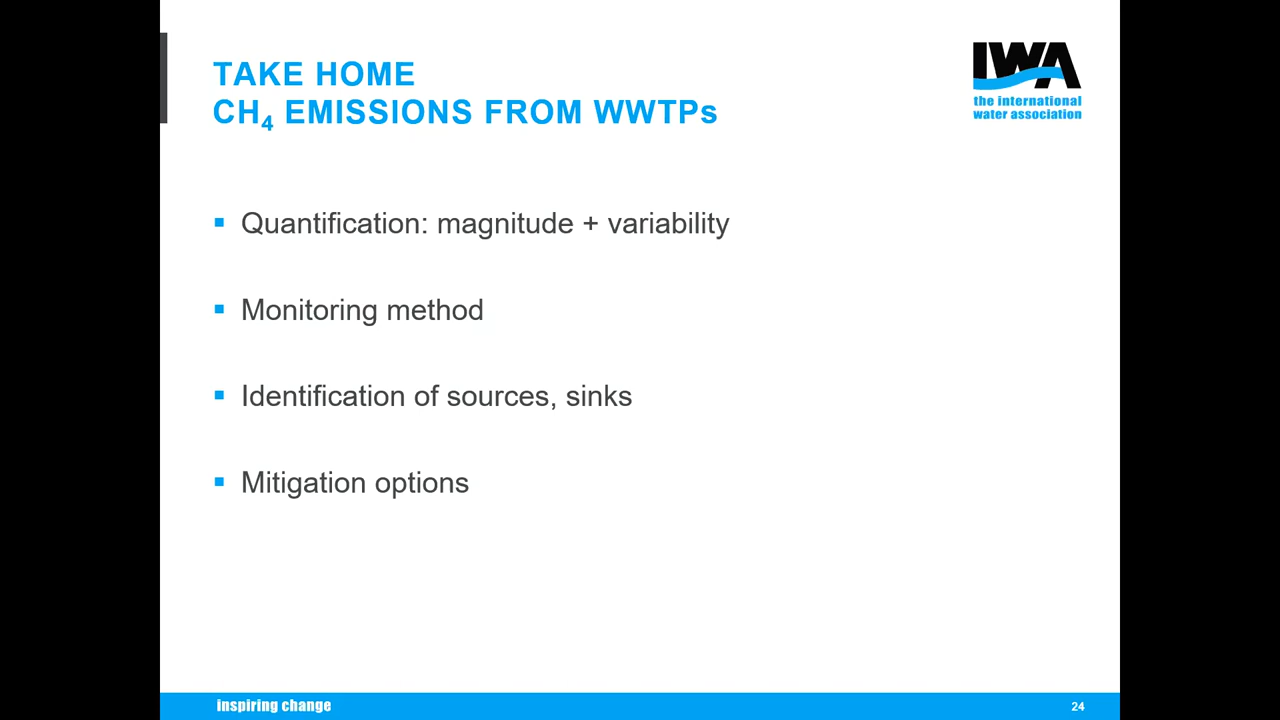 TAKE HOME
CH₄ EMISSIONS FROM WWTPs
IWA
the international
water association
Quantification: magnitude + variability
Monitoring method
Identification of sources, sinks
Mitigation options
inspiring change
24